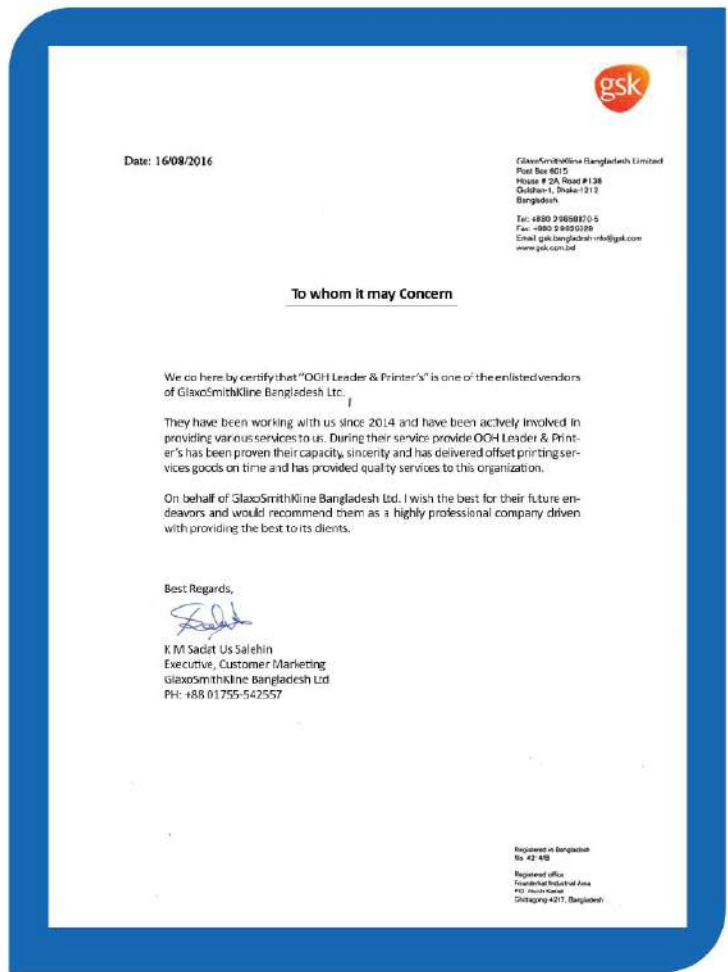 gsk
Date: 16/08/2016
GlaxoSmithKline Bangladesh Limited
Post Box 6015
House # 2A, Road #138
Gulshan-1, Dhaka-1212
Bangladesh
Tel: +880 2 9858870-5
Fax:
Email: gsk.bangladesh-info@gsk.com
www.gsk.com.bd
To whom it may Concern
We do here by certify that "OOH Leader & Printer's" is one of the enlisted vendors
of GlaxoSmithKline Bangladesh Ltd.
They have been working with us since 2014 and have been actively involved in
providing various services to us. During their service provide OOH Leader & Print-
er's has been proven their capacity, sincerity and has delivered offset printing ser-
vices goods on time and has provided quality services to this organization.
On behalf of GlaxoSmithKline Bangladesh Ltd. I wish the best for their future en-
deavors and would recommend them as a highly professional company driven
with providing the best to its clients.
Best Regards,
K M Sadat Us Salehin
Executive, Customer Marketing
GlaxoSmithKline Bangladesh Ltd
PH: +88 01755-542557
Registered in Bangladesh
No.
Registered office
Industrial Area
Chittagong-4217, Bangladesh